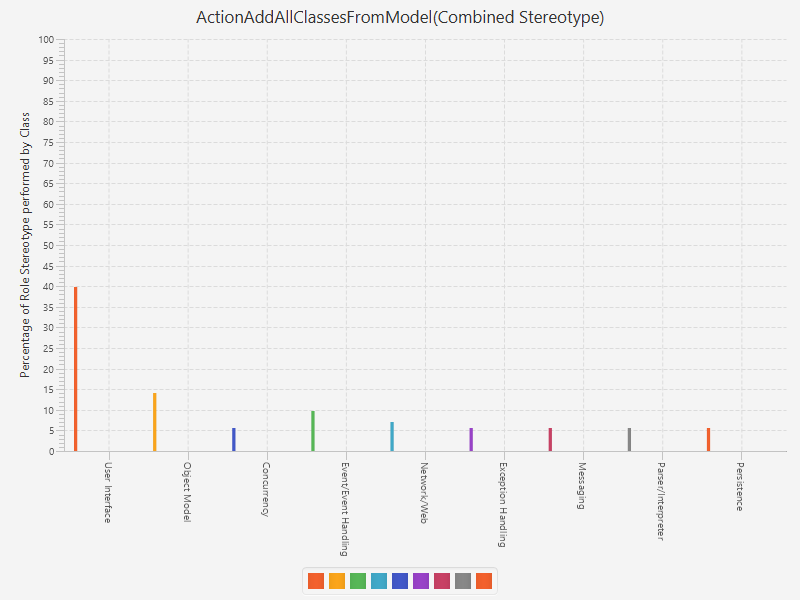 ActionAddAllClassesFromModel(Combined Stereotype)
Percentage of Role Stereotype performed by Class
100
95
90
85
80
75
70
65
60
55
50
45
40
35
30
25
20
15
10
5
0
User Interface
Object Model
Concurrency
Event/Event Handling
Network/Web
Exception Handling
Messaging
Parser/Interpreter
Persistence